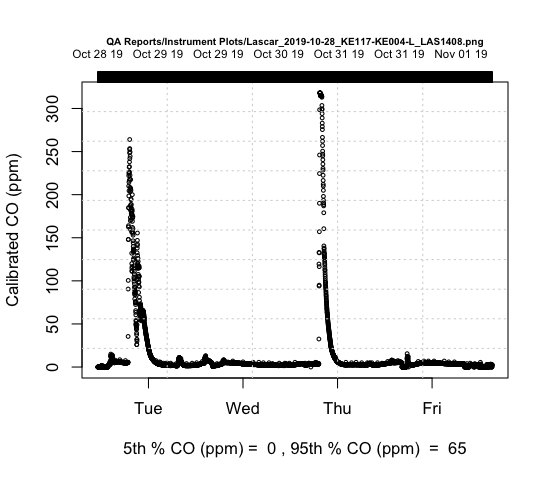 QA Reports/Instrument Plots/Lascar_2019-10-28_KE117-KE004-L_LAS1408.png
Oct 28 19 Oct 29 19 Oct 29 19 Oct 30 19 Oct 31 19 Oct 31 19 Nov 01 19
Calibrated CO (ppm)
300
250
200
150
100
50
0
Tue Wed Thu Fri
5th % CO (ppm) = 0 , 95th % CO (ppm) = 65